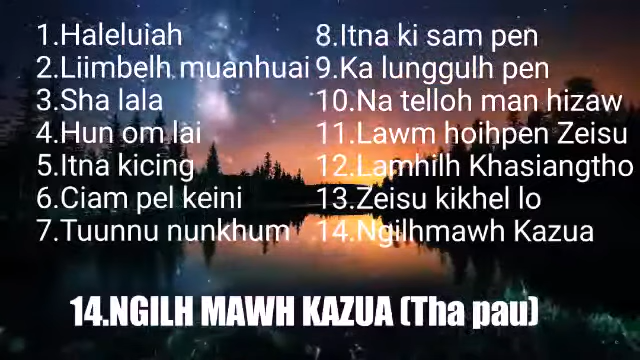 1.Haleluiah
2.Liimbelh muanhuai
3.Sha lala
4.Hun om lai
5.Itna kicing
6.Ciam pel keini
7.Tuunnu nunkhum
8.Itna ki sam pen
9.Ka lunggulh pen
10.Na telloh man hizaw
11.Lawm hoihpen Zeisu
12.Lamhilh Khasiangtho
13.Zeisu kikhel lo
14.Ngilhmawh Kazua
14.NGILH MAWH KAZUA (Tha pau)